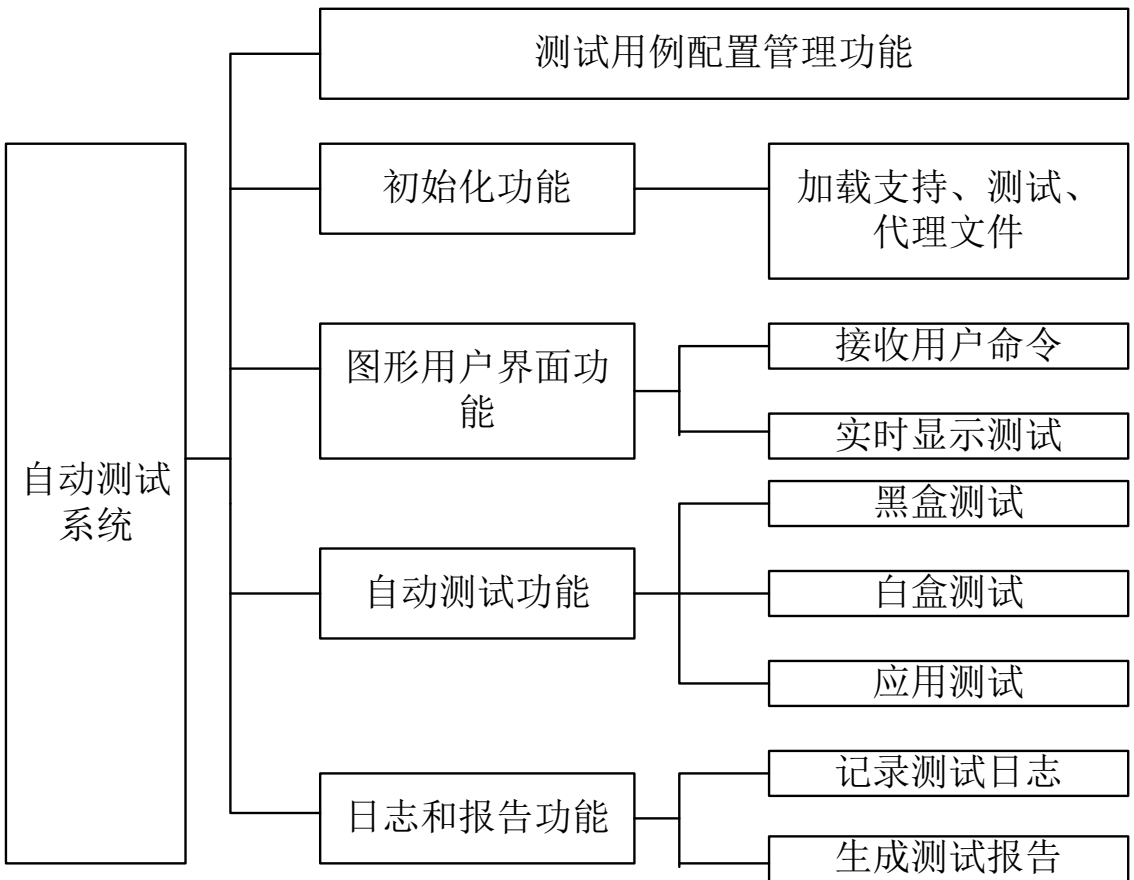 测试用例配置管理功能
初始化功能
加载支持、测试、
代理文件
图形用户界面功
能
接收用户命令
实时显示测试
自动测试
系统
自动测试功能
黑盒测试
白盒测试
应用测试
日志和报告功能
记录测试日志
生成测试报告